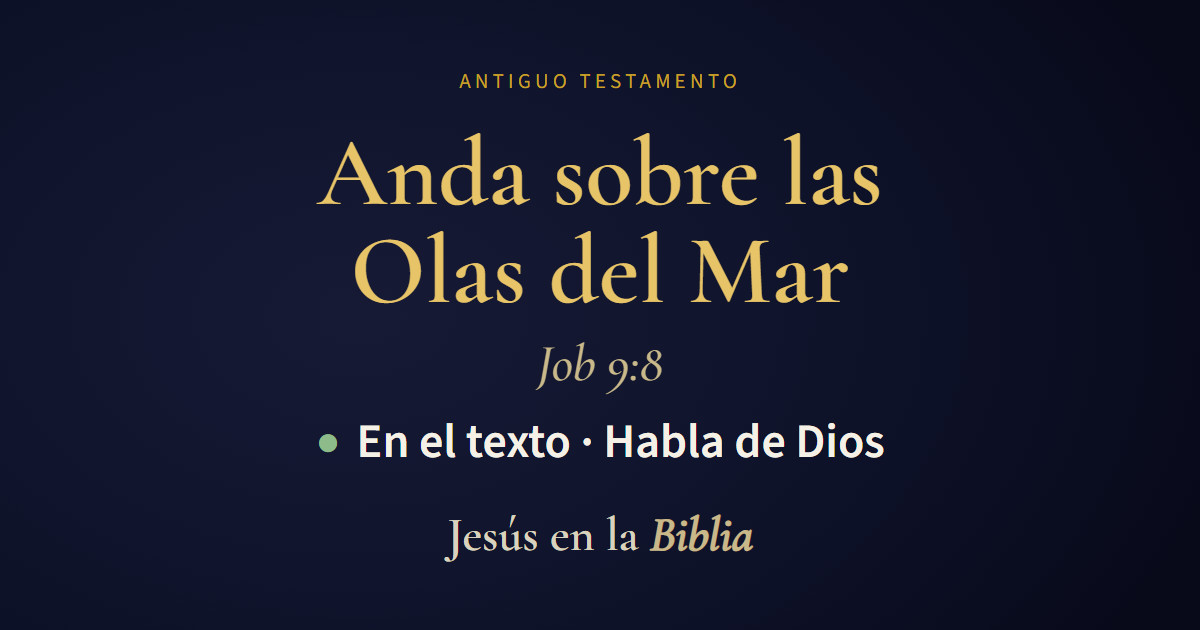 ANTIGUO TESTAMENTO
Anda sobre las
Olas del Mar
Job 9:8
En el texto · Habla de Dios
Jesús en la Biblia